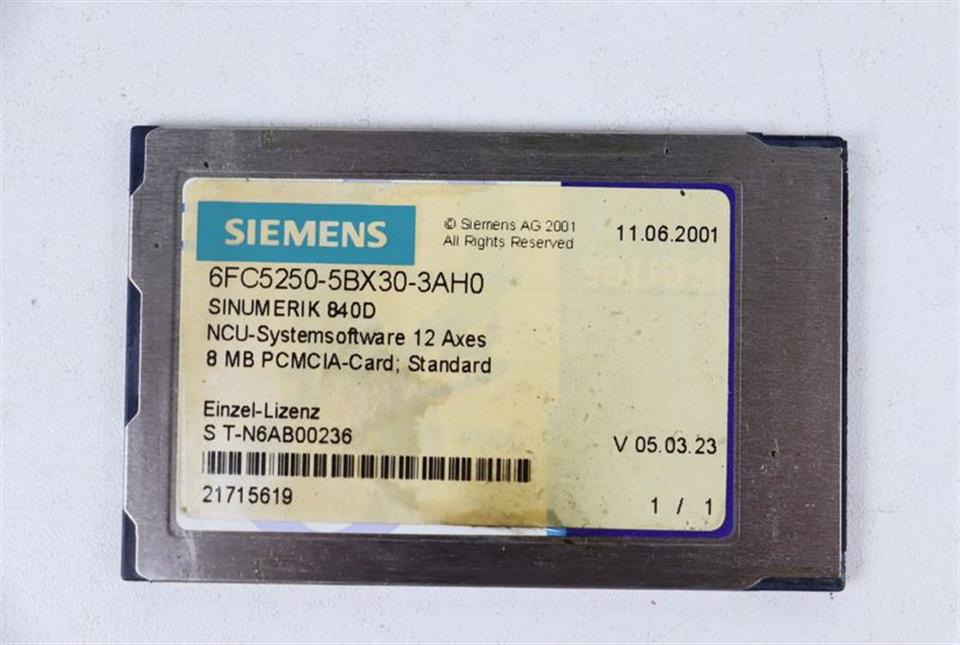 SIEMENS
© Siemens AG 2001
All Rights Reserved
11.06.2001
6FC5250-5BX30-3AH0
SINUMERIK 840D
NCU-Systemsoftware 12 Axes
8 MB PCMCIA-Card; Standard
Einzel-Lizenz
S T-N6AB00236
V 05.03.23
21715619
1 / 1